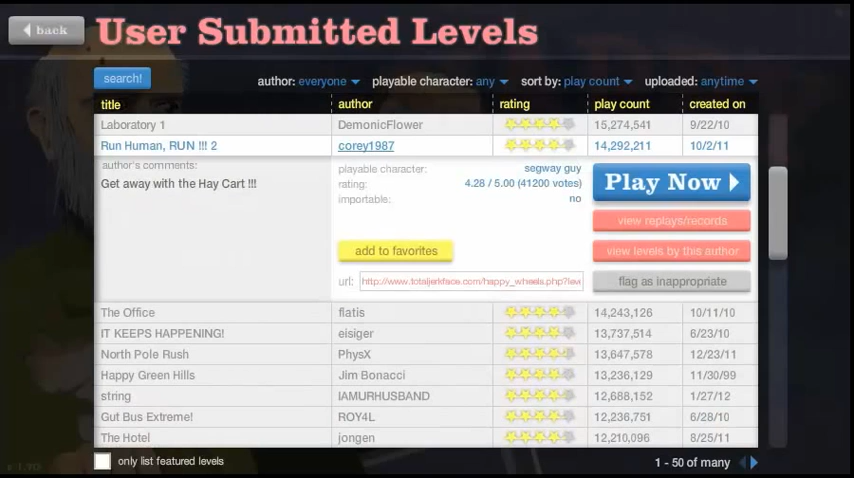 back
User Submitted Levels
search!
author: everyone playable character: any sort by: play count uploaded: anytime
title author rating play count created on
Laboratory 1 DemonicFlower 15,274,541 9/22/10
Run Human, RUN !!! 2 corey1987 14,292,211 10/2/11
author's comments:
Get away with the Hay Cart !!!
playable character: segway guy
rating: 4.28 / 5.00 (41200 votes)
importable: no
Play Now
view replays/records
add to favorites
view levels by this author
url: http://www.totaljerkface.com/happy_wheels.php?lev
flag as inappropriate
The Office flatis 14,243,126 10/11/10
IT KEEPS HAPPENING! eisiger 13,737,514 6/23/10
North Pole Rush PhysX 13,647,578 12/23/11
Happy Green Hills Jim Bonacci 13,236,129 11/30/99
string IAMURHUSBAND 12,688,152 1/27/12
Gut Bus Extreme! ROY4L 12,236,751 6/28/10
The Hotel jongen 12,210,096 8/25/11
only list featured levels
1 - 50 of many